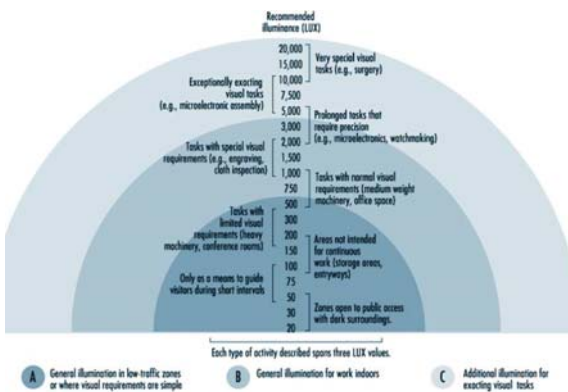 Recommended
illuminance (LUX)
20,000
15,000
10,000
7,500
5,000
3,000
2,000
1,500
1,000
750
500
300
200
150
100
75
50
30
20
Very special visual
tasks (e.g., surgery)
Exceptionally exacting
visual tasks
(e.g., microelectronic assembly)
Prolonged tasks that
require precision
(e.g., microelectronics, watchmaking)
Tasks with special visual
requirements (e.g., engraving,
cloth inspection)
Tasks with normal visual
requirements (medium weight
machinery, office space)
Tasks with
limited visual
requirements (heavy
machinery, conference rooms)
Areas not intended
for continuous
work (storage areas,
entryways)
Only as a means to guide
visitors during short intervals
Zones open to public access
with dark surroundings.
Each type of activity described spans three LUX values.
A General illumination in low-traffic zones
or where visual requirements are simple
B General illumination for work indoors
C Additional illumination for
exacting visual tasks